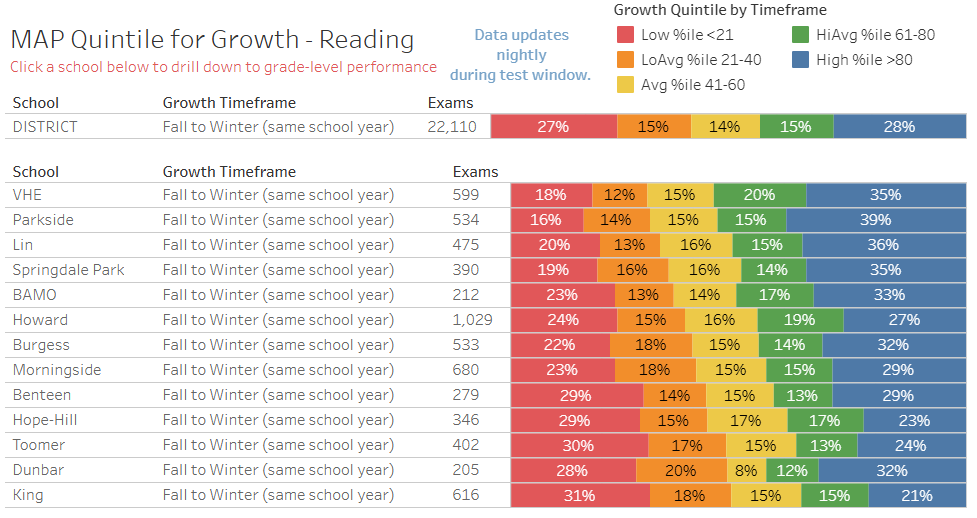 Growth Quintile by Timeframe
MAP Quintile for Growth - Reading
Click a school below to drill down to grade-level performance
Data updates
nightly
during test window.
Low %ile <21
HiAvg %ile 61-80
LoAvg %ile 21-40
High %ile >80
Avg %ile 41-60
School Growth Timeframe Exams
DISTRICT Fall to Winter (same school year) 22,110 27% 15% 14% 15% 28%
School Growth Timeframe Exams
VHE Fall to Winter (same school year) 599 18% 12% 15% 20% 35%
Parkside Fall to Winter (same school year) 534 16% 14% 15% 15% 39%
Lin Fall to Winter (same school year) 475 20% 13% 16% 15% 36%
Springdale Park Fall to Winter (same school year) 390 19% 16% 16% 14% 35%
BAMO Fall to Winter (same school year) 212 23% 13% 14% 17% 33%
Howard Fall to Winter (same school year) 1,029 24% 15% 16% 19% 27%
Burgess Fall to Winter (same school year) 533 22% 18% 15% 14% 32%
Morningside Fall to Winter (same school year) 680 23% 18% 15% 15% 29%
Benteen Fall to Winter (same school year) 279 29% 14% 15% 13% 29%
Hope-Hill Fall to Winter (same school year) 346 29% 15% 17% 17% 23%
Toomer Fall to Winter (same school year) 402 30% 17% 15% 13% 24%
Dunbar Fall to Winter (same school year) 205 28% 20% 8% 12% 32%
King Fall to Winter (same school year) 616 31% 18% 15% 15% 21%